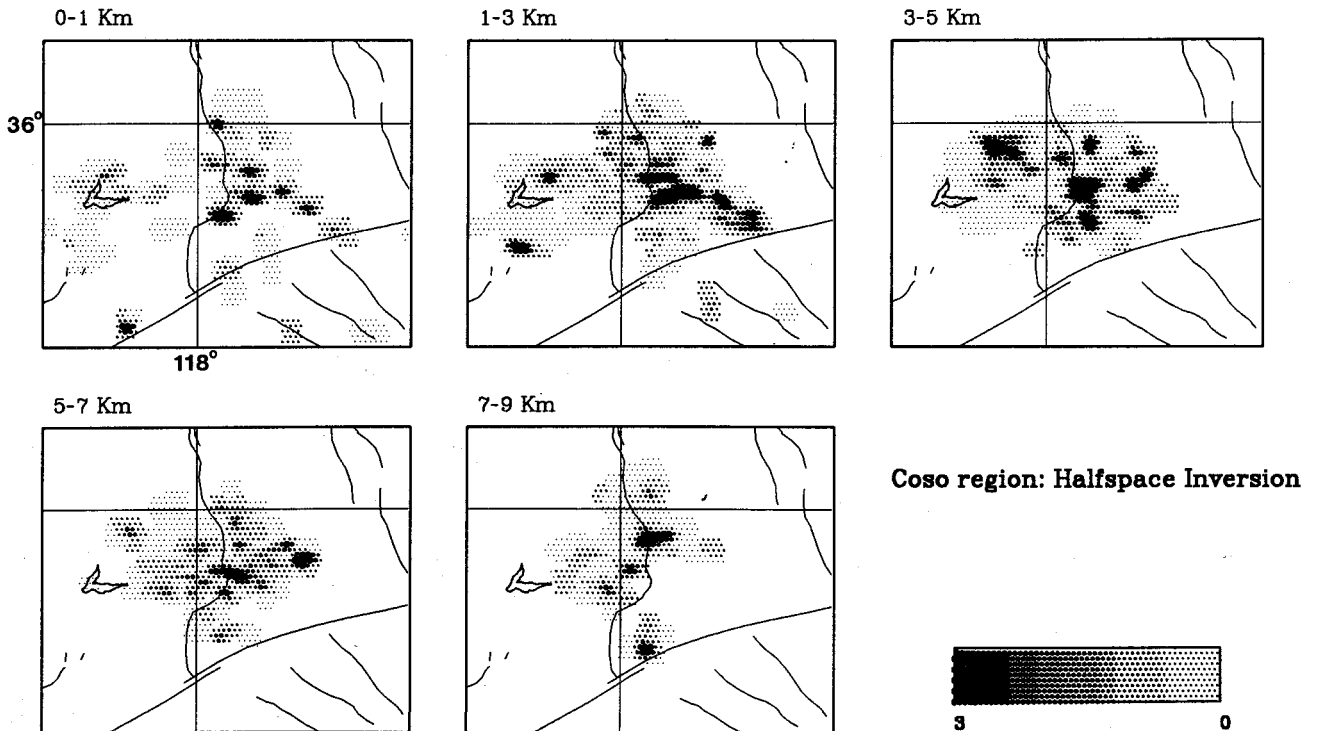 0-1 Km
1-3 Km
3-5 Km
36°
118°
5-7 Km
7-9 Km
Coso region: Halfspace Inversion
3 0